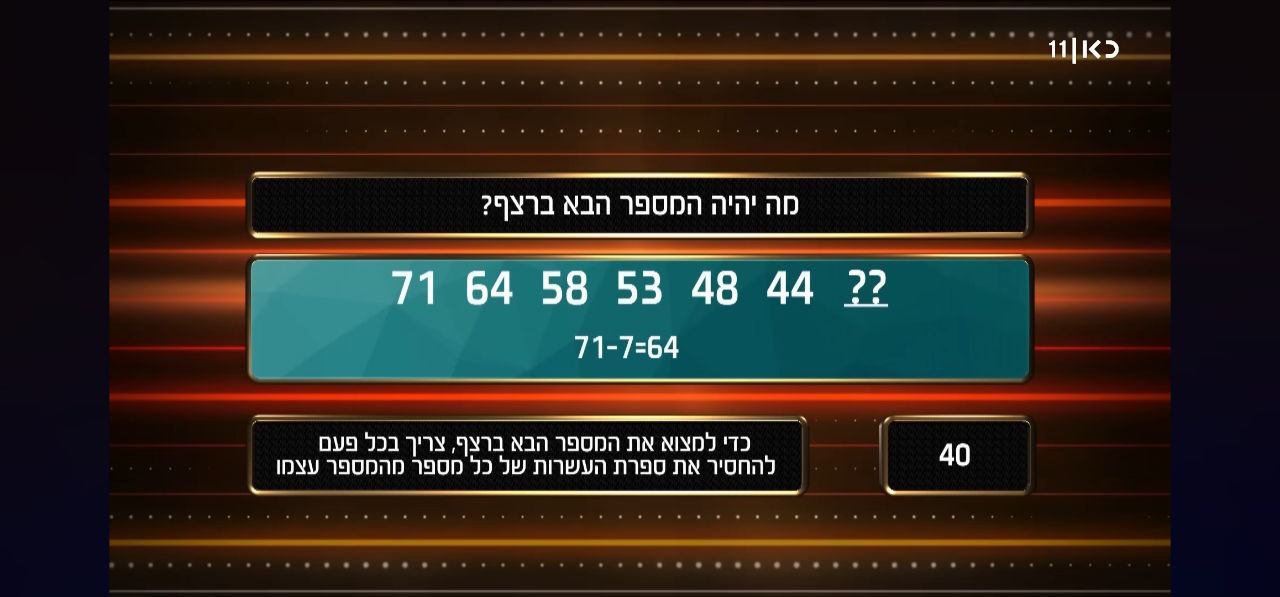 כאן|11
מה יהיה המספר הבא ברצף?
71 64 58 53 48 44 ??
71-7=64
כדי למצוא את המספר הבא ברצף, צריך בכל פעם
להחסיר את ספרת העשרות של כל מספר מהמספר עצמו
40